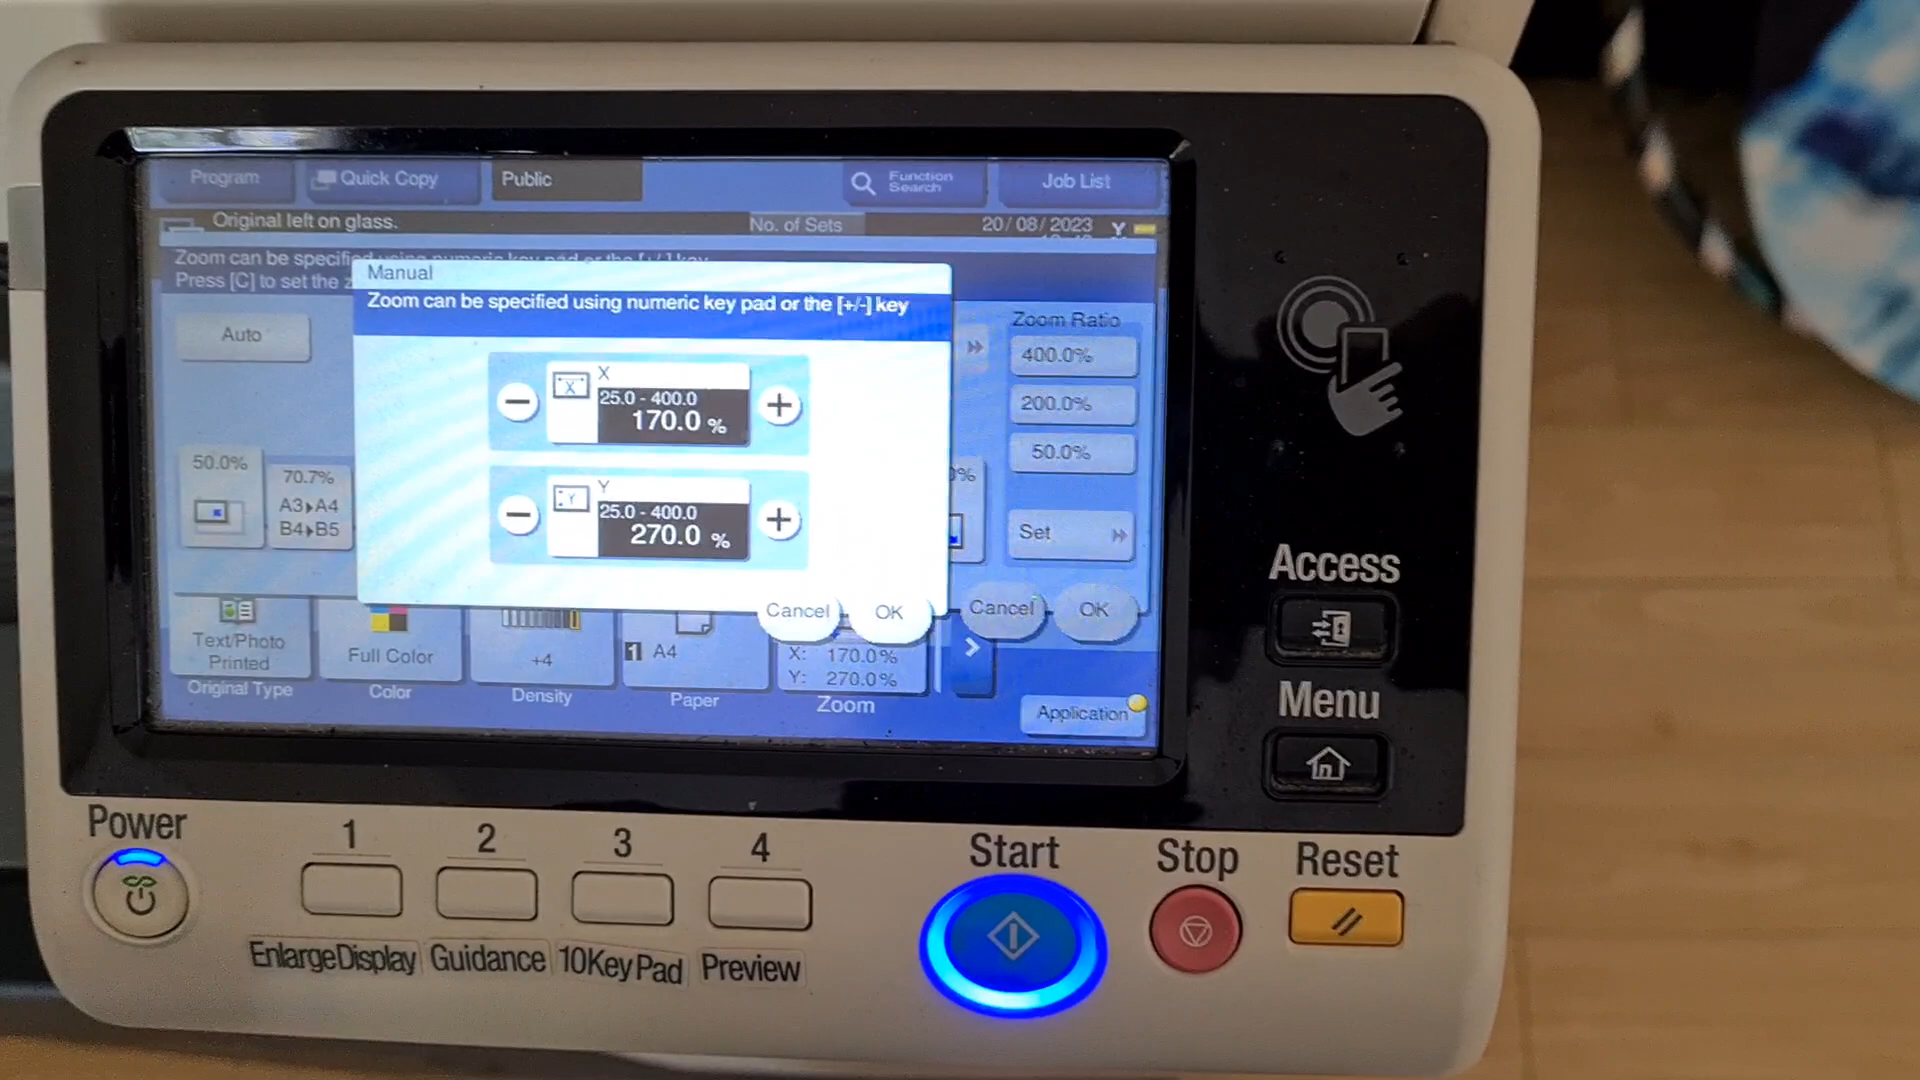 Program
Quick Copy
Public
Function Search
Job List
Original left on glass.
No. of Sets
20/08/2023
Y
Zoom can be specified using numeric key pad or the [+/-] key
Press [C] to set the z
Manual
Zoom can be specified using numeric key pad or the [+/-] key
Auto
X
X
25.0 - 400.0
170.0 %
Y
Y
25.0 - 400.0
270.0 %
Zoom Ratio
400.0%
200.0%
50.0%
Set
50.0%
70.7%
A3▸A4
B4▸B5
Cancel
OK
Cancel
OK
Text/Photo
Printed
Original Type
Full Color
Color
+4
Density
1 A4
Paper
X: 170.0%
Y: 270.0%
Zoom
Application
Access
Menu
Power
1
2
3
4
Start
Stop
Reset
EnlargeDisplay
Guidance
10KeyPad
Preview